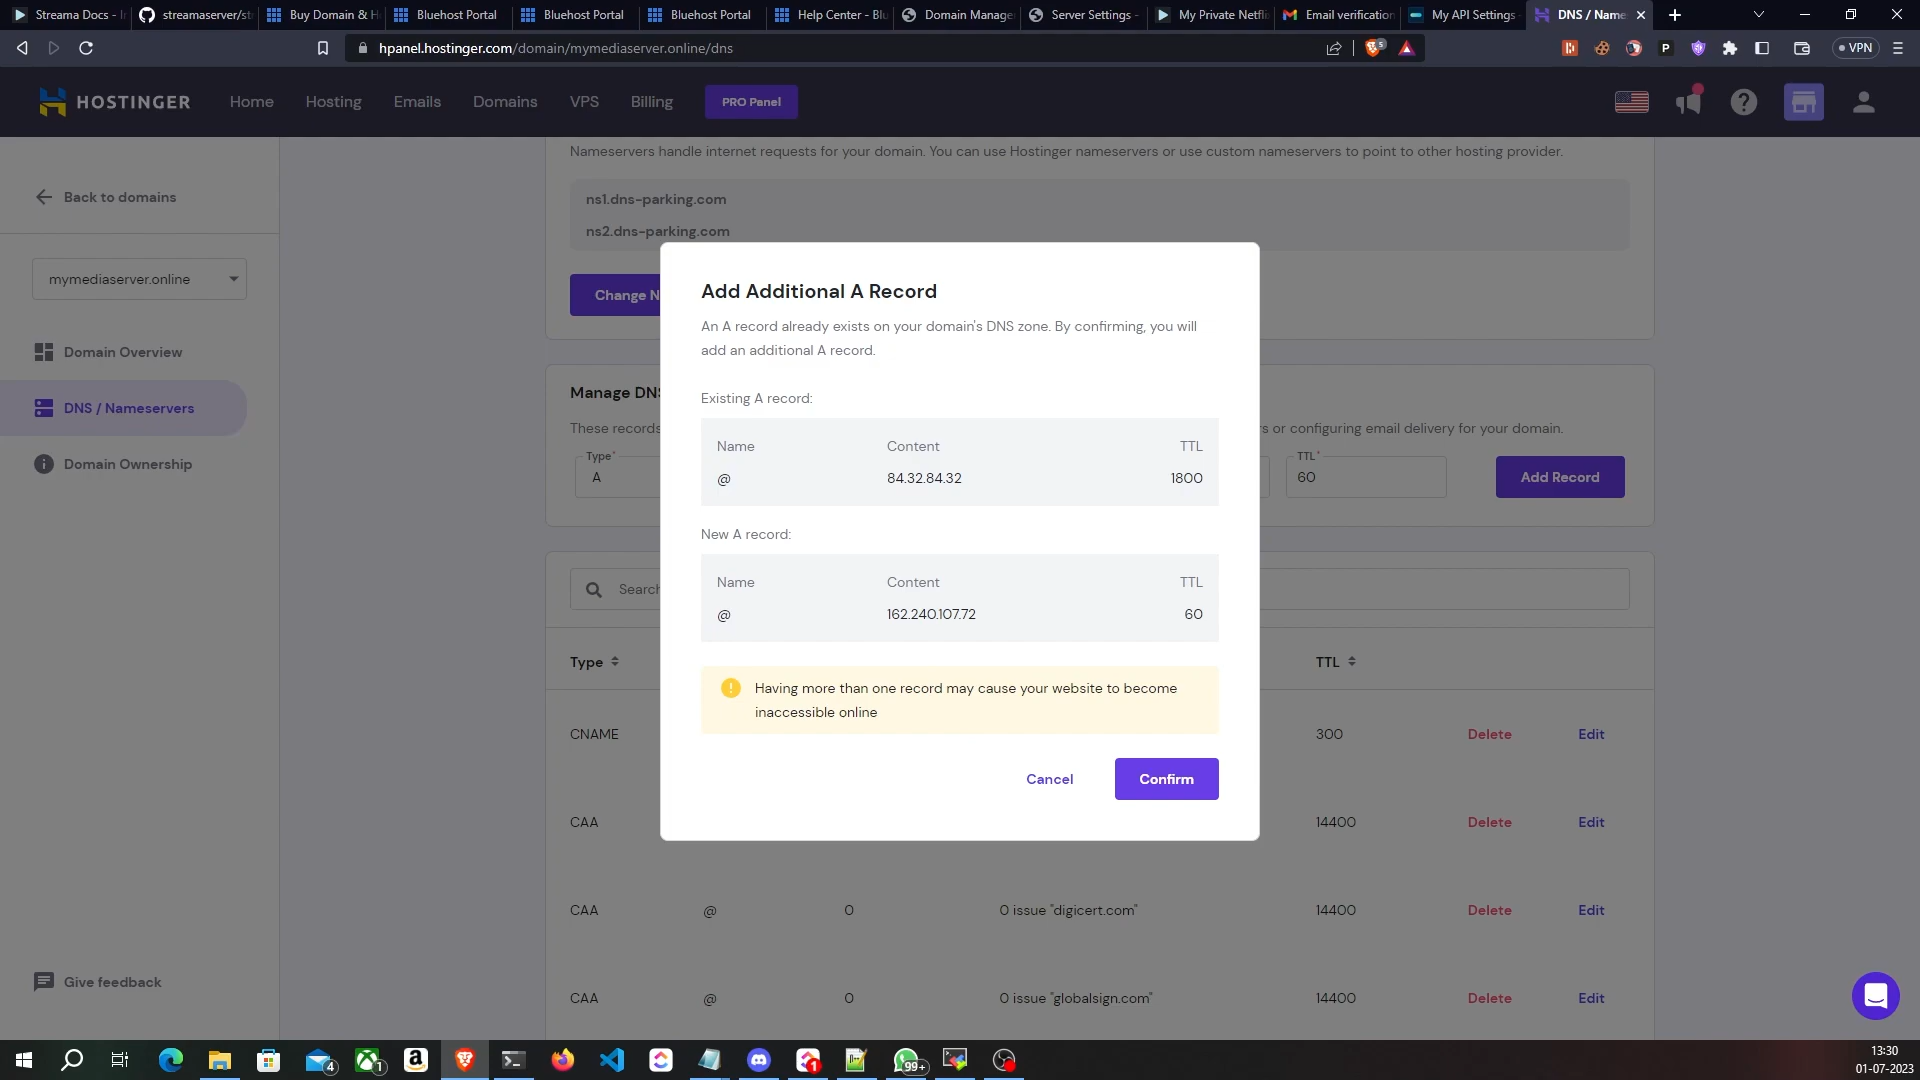 Streama Docs - I
streamaserver/st
Buy Domain & H
Bluehost Portal
Bluehost Portal
Bluehost Portal
Help Center - Blu
Domain Manage
Server Settings -
My Private Netfli
Email verification
My API Settings
DNS / Name
hpanel.hostinger.com/domain/mymediaserver.online/dns
5
P
VPN
HOSTINGER
Home
Hosting
Emails
Domains
VPS
Billing
PRO Panel
Nameservers handle internet requests for your domain. You can use Hostinger nameservers or use custom nameservers to point to other hosting provider.
Back to domains
ns1.dns-parking.com
ns2.dns-parking.com
mymediaserver.online
Change N
Domain Overview
DNS / Nameservers
Domain Ownership
Manage DN
These records
s or configuring email delivery for your domain.
Type*
A
TTL*
60
Add Record
Add Additional A Record
An A record already exists on your domain's DNS zone. By confirming, you will
add an additional A record.
Existing A record:
Name Content TTL
@ 84.32.84.32 1800
New A record:
Name Content TTL
@ 162.240.107.72 60
Having more than one record may cause your website to become
inaccessible online
Cancel
Confirm
Search
Type TTL
CNAME 300 Delete Edit
CAA 14400 Delete Edit
CAA @ 0 0 issue "digicert.com" 14400 Delete Edit
CAA @ 0 0 issue "globalsign.com" 14400 Delete Edit
Give feedback
4
1
1
99+
13:30
01-07-2023